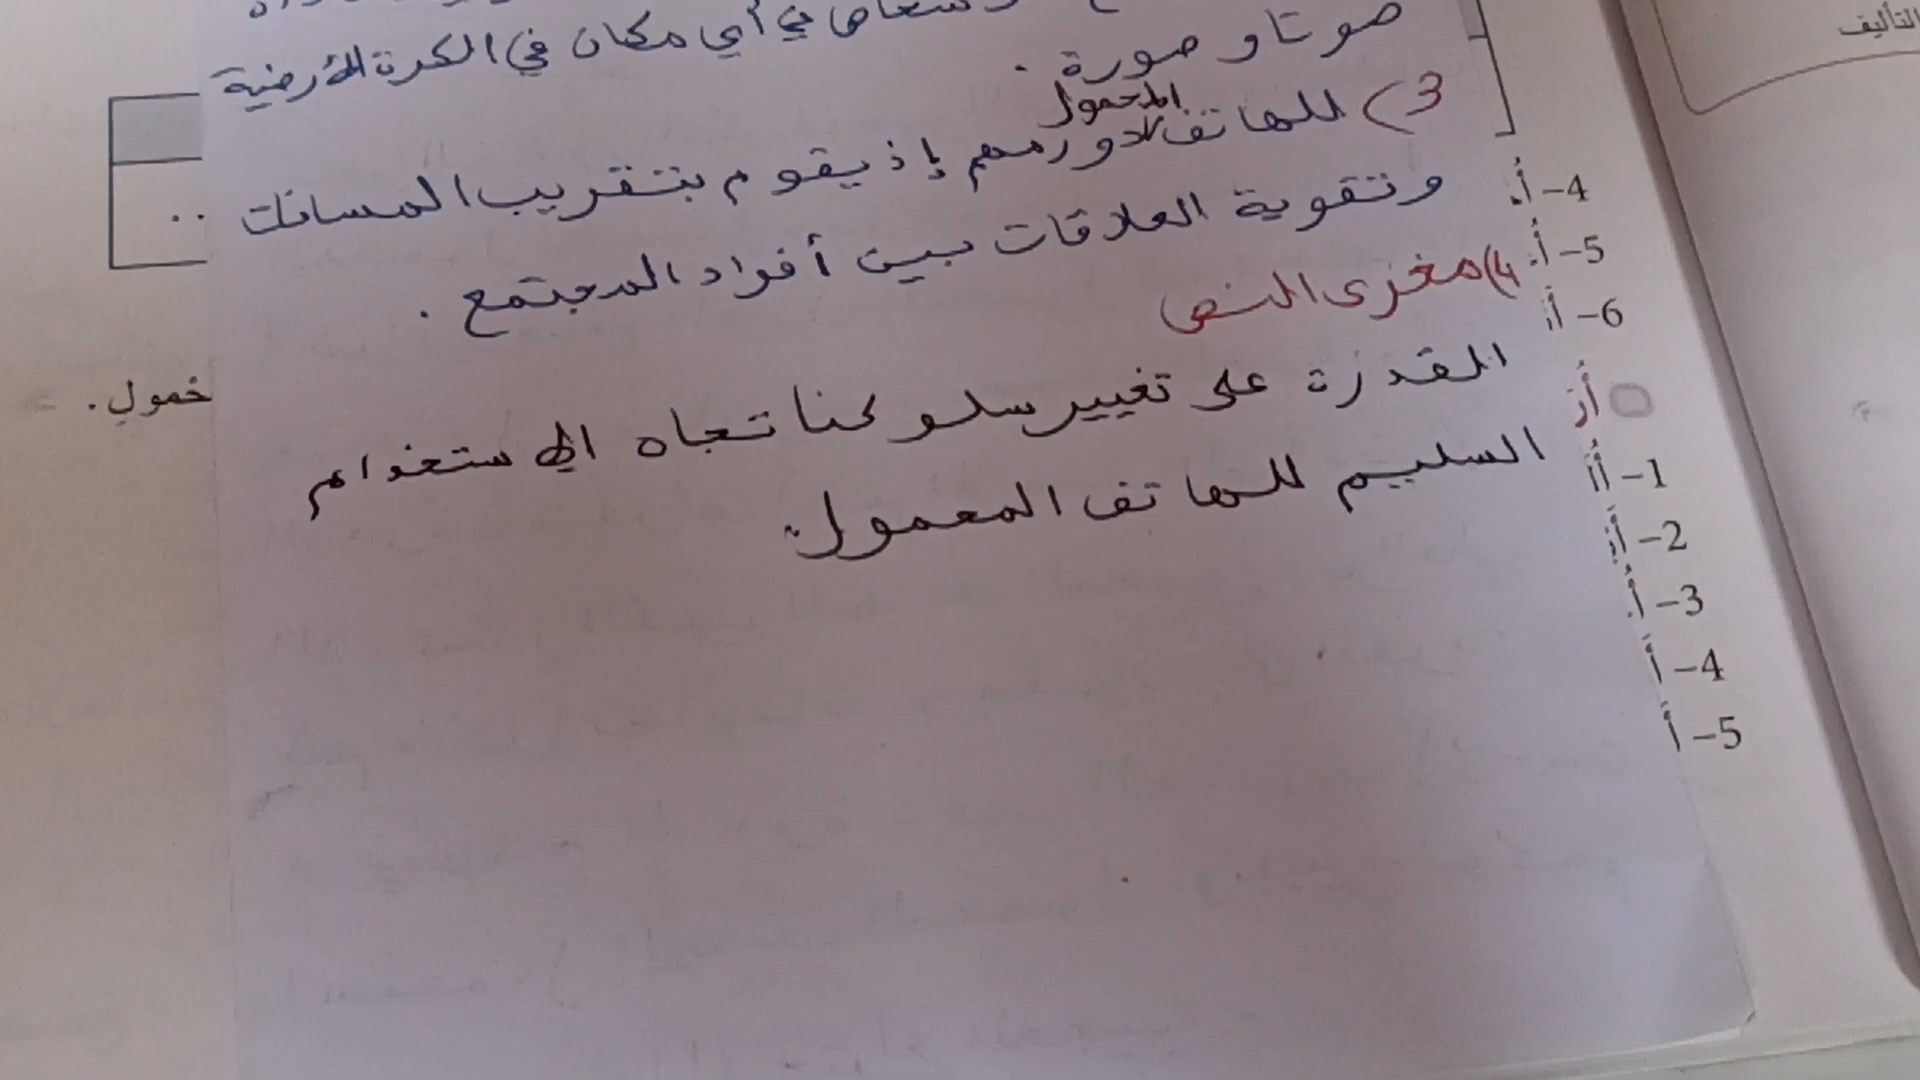 في أي مكان في الكرة الأرضية
صوتا و صورة.
3) للهاتف المحمول دور مهم إذ يقوم بتقريب المسافات
وتقوية العلاقات بين أفراد المجتمع.
4) مغزى النص
القدرة على تغيير سلوكنا تجاه الاستخدام
السليم للهاتف المحمول.
خمول.
4- أ.
5- أ.
6- أ
1- أ
2- أ
3- أ
4- أ
5- أ
التأليف